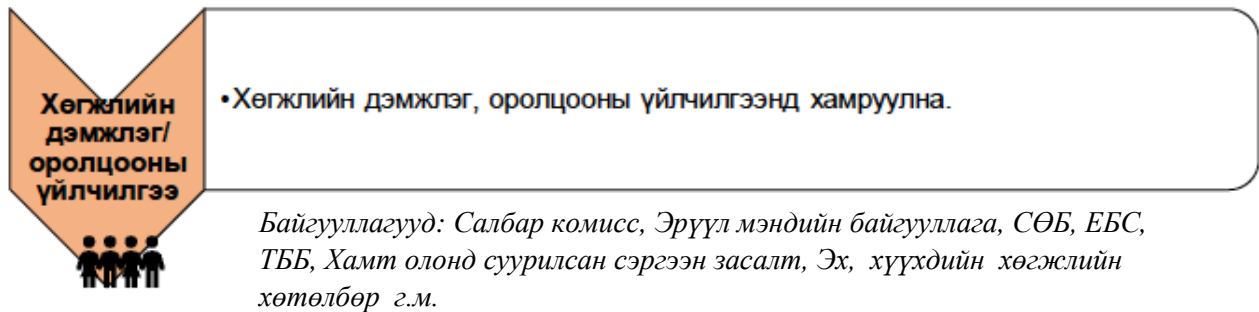 Хөгжлийн
дэмжлэг/
оролцооны
үйлчилгээ
•Хөгжлийн дэмжлэг, оролцооны үйлчилгээнд хамруулна.
Байгууллагууд: Салбар комисс, Эрүүл мэндийн байгууллага, СӨБ, ЕБС,
ТББ, Хамт олонд суурилсан сэргээн засалт, Эх, хүүхдийн хөгжлийн
хөтөлбөр г.м.